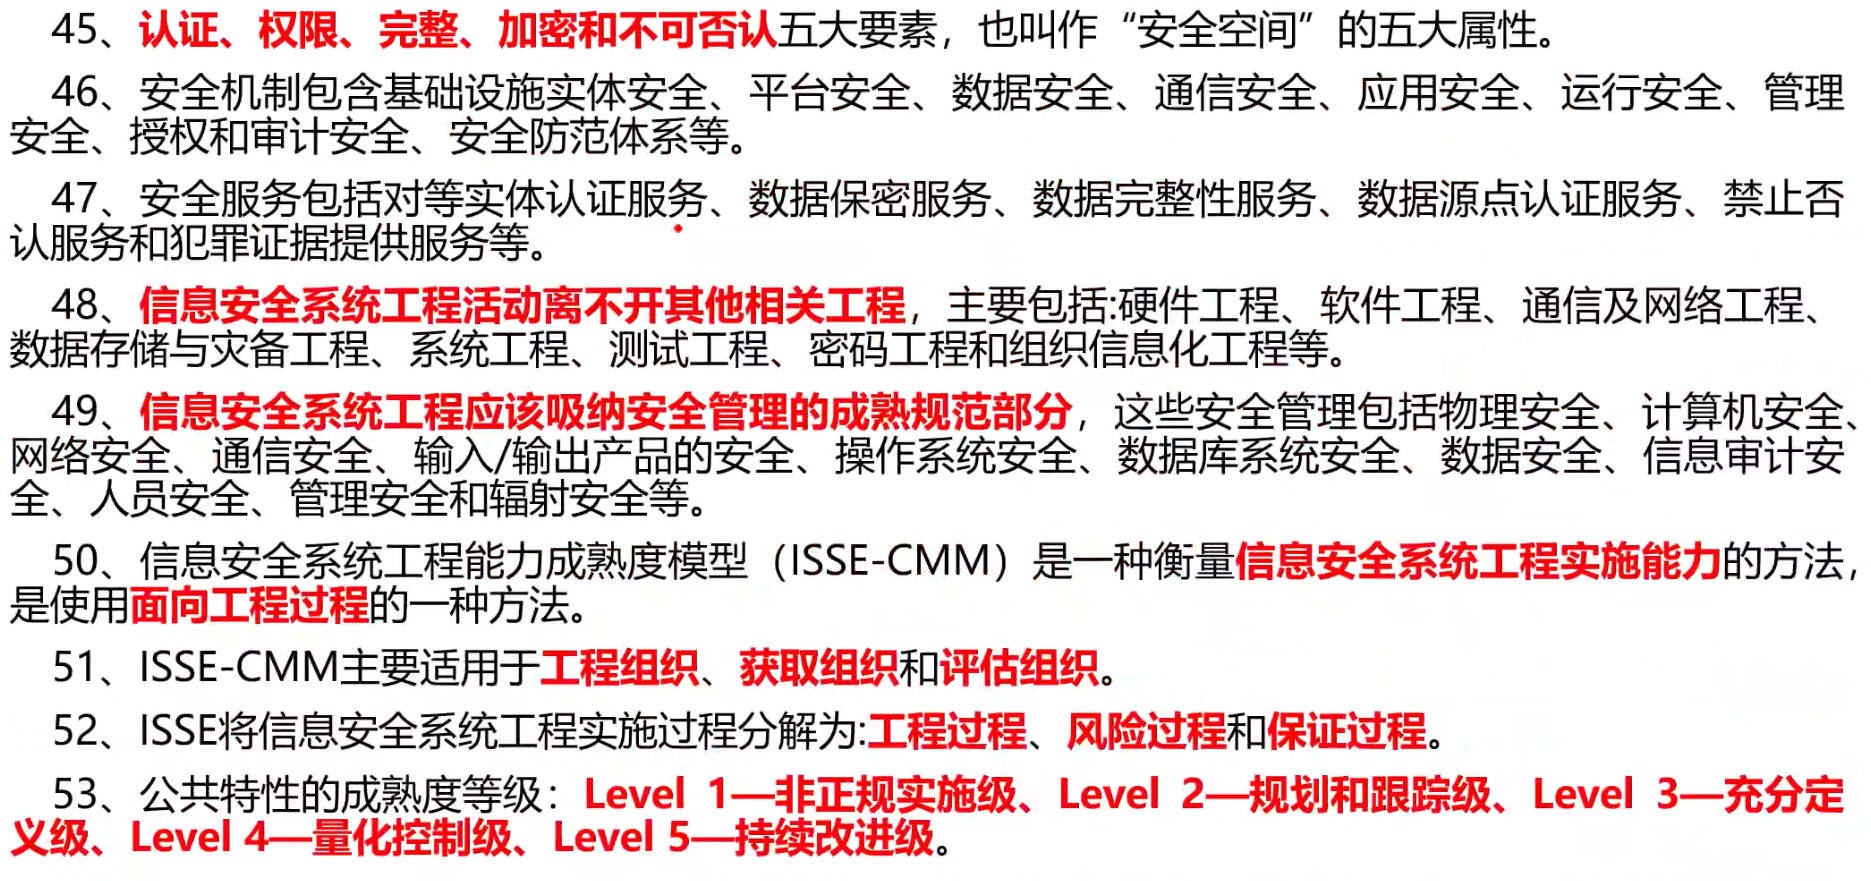 45、认证、权限、完整、加密和不可否认五大要素，也叫作“安全空间”的五大属性。
46、安全机制包含基础设施实体安全、平台安全、数据安全、通信安全、应用安全、运行安全、管理
安全、授权和审计安全、安全防范体系等。
47、安全服务包括对等实体认证服务、数据保密服务、数据完整性服务、数据源点认证服务、禁止否
认服务和犯罪证据提供服务等。
48、信息安全系统工程活动离不开其他相关工程，主要包括:硬件工程、软件工程、通信及网络工程、
数据存储与灾备工程、系统工程、测试工程、密码工程和组织信息化工程等。
49、信息安全系统工程应该吸纳安全管理的成熟规范部分，这些安全管理包括物理安全、计算机安全、
网络安全、通信安全、输入/输出产品的安全、操作系统安全、数据库系统安全、数据安全、信息审计安
全、人员安全、管理安全和辐射安全等。
50、信息安全系统工程能力成熟度模型（ISSE-CMM）是一种衡量信息安全系统工程实施能力的方法，
是使用面向工程过程的一种方法。
51、ISSE-CMM主要适用于工程组织、获取组织和评估组织。
52、ISSE将信息安全系统工程实施过程分解为:工程过程、风险过程和保证过程。
53、公共特性的成熟度等级：Level 1—非正规实施级、Level 2—规划和跟踪级、Level 3—充分定
义级、Level 4—量化控制级、Level 5—持续改进级。